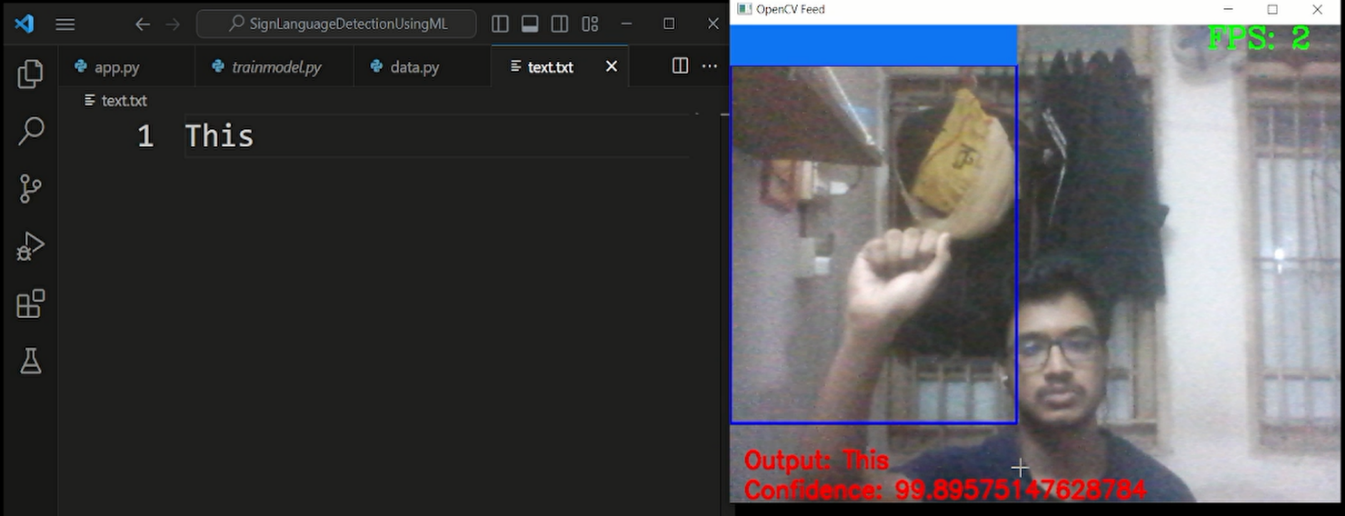 SignLanguageDetectionUsingML
app.py
trainmodel.py
data.py
text.txt
text.txt
1 This
OpenCV Feed
FPS: 2
Output: This
Confidence: 99.89575147628784